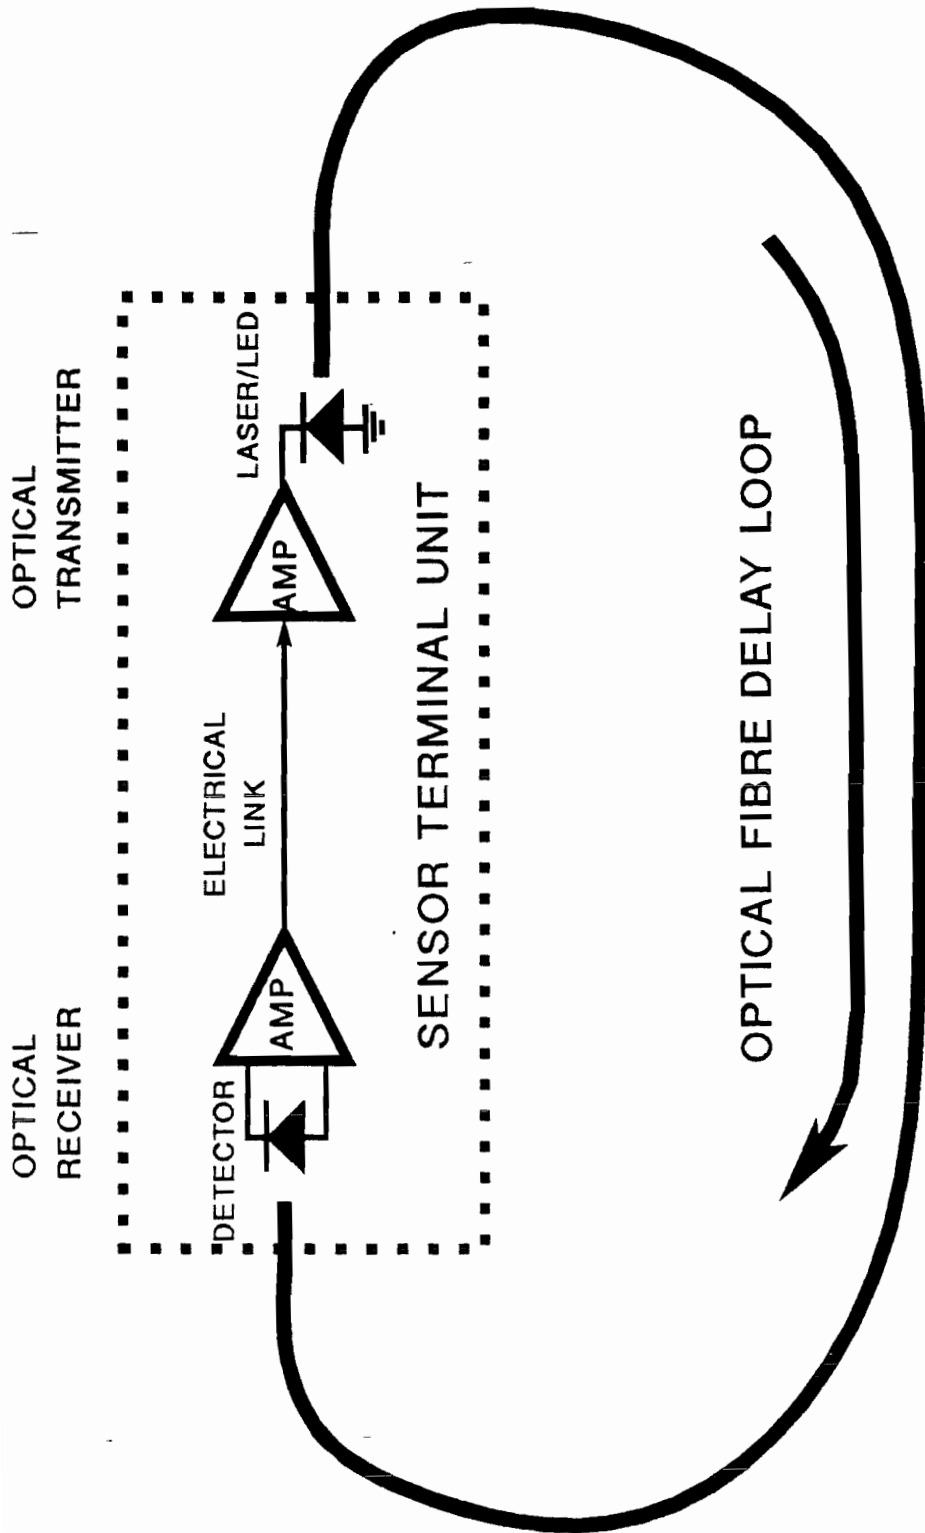 OPTICAL
RECEIVER
OPTICAL
TRANSMITTER
DETECTOR
AMP
ELECTRICAL
LINK
AMP
LASER/LED
SENSOR TERMINAL UNIT
OPTICAL FIBRE DELAY LOOP